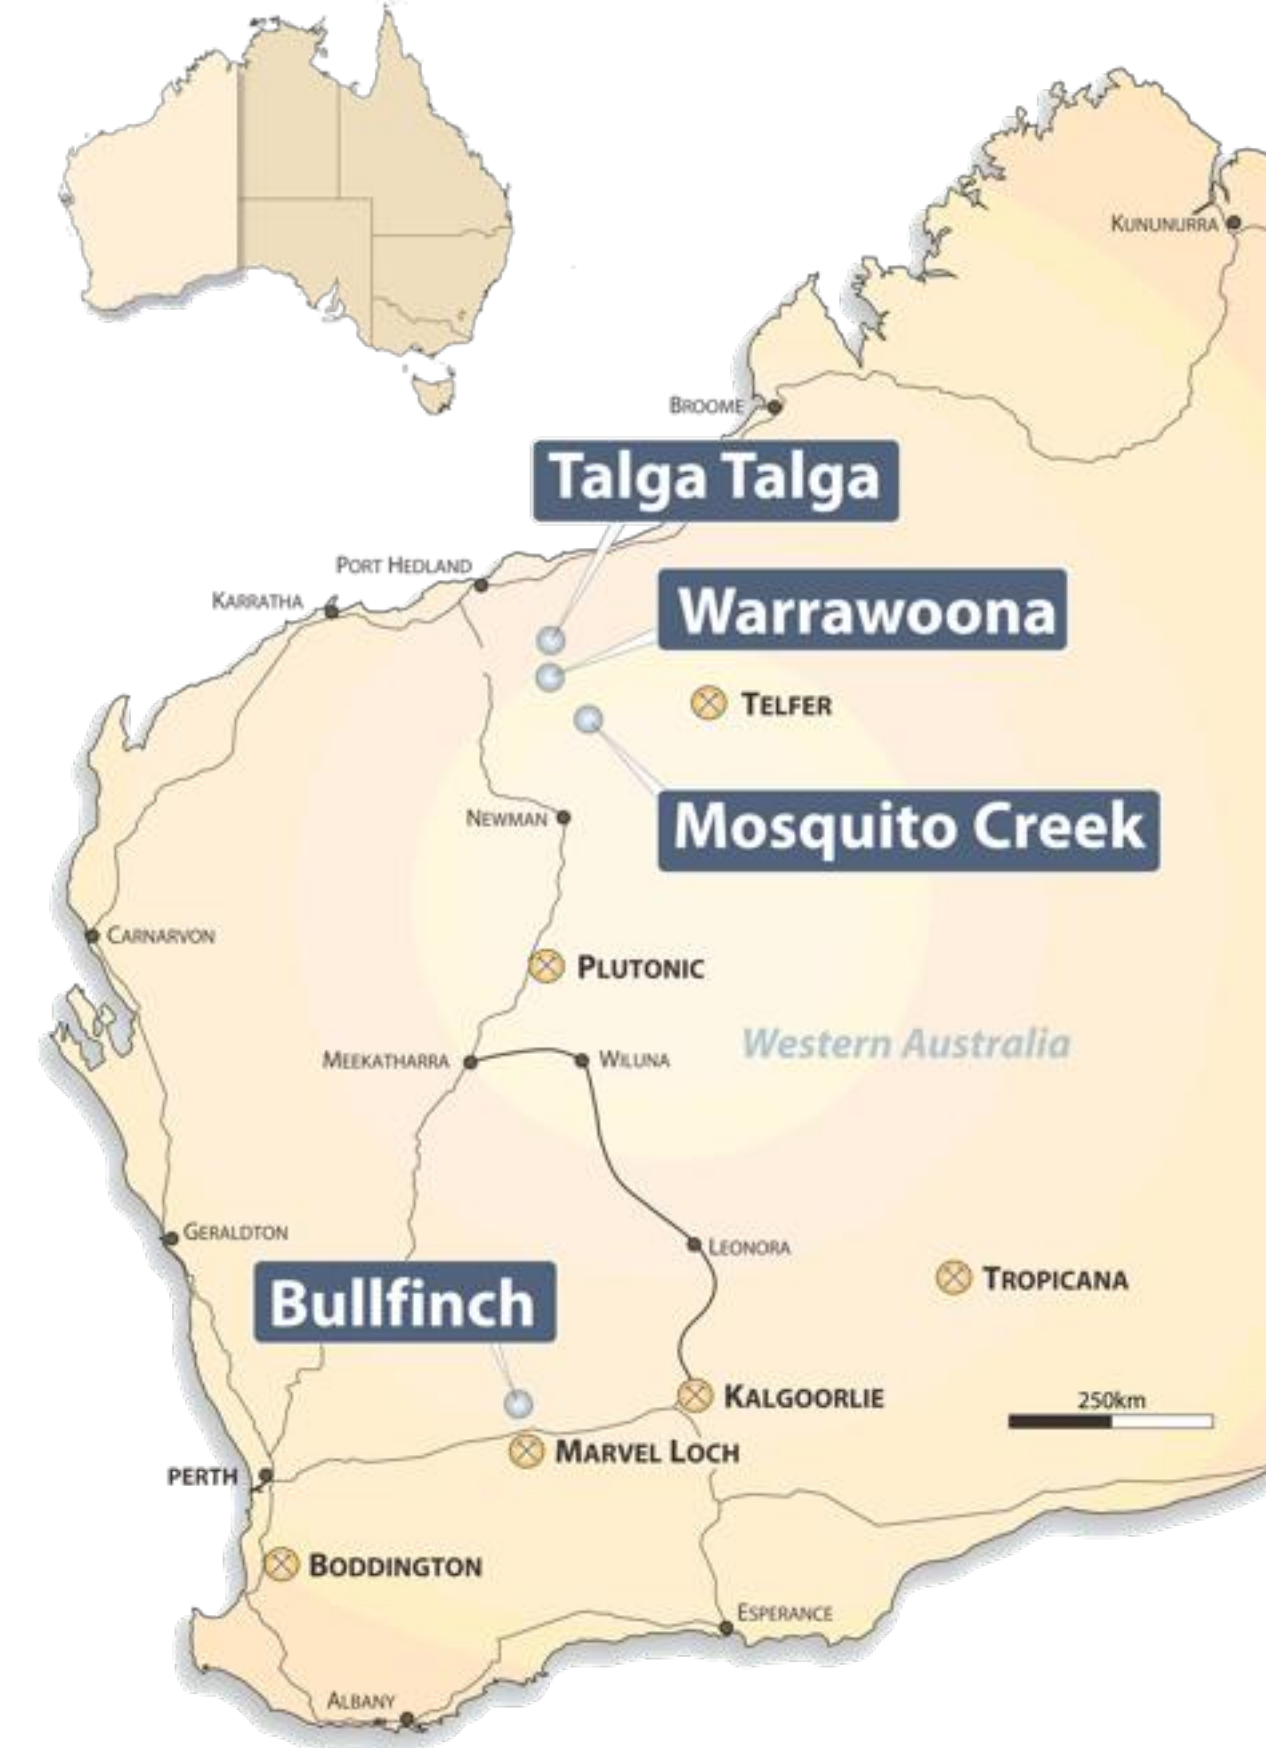 KUNUNURRA
BROOME
Talga Talga
PORT HEDLAND
KARRATHA
Warrawoona
TELFER
NEWMAN
Mosquito Creek
CARNARVON
PLUTONIC
Western Australia
MEEKATHARRA
WILUNA
GERALDTON
LEONORA
Bullfinch
TROPICANA
KALGOORLIE
250km
MARVEL LOCH
PERTH
BODDINGTON
ESPERANCE
ALBANY